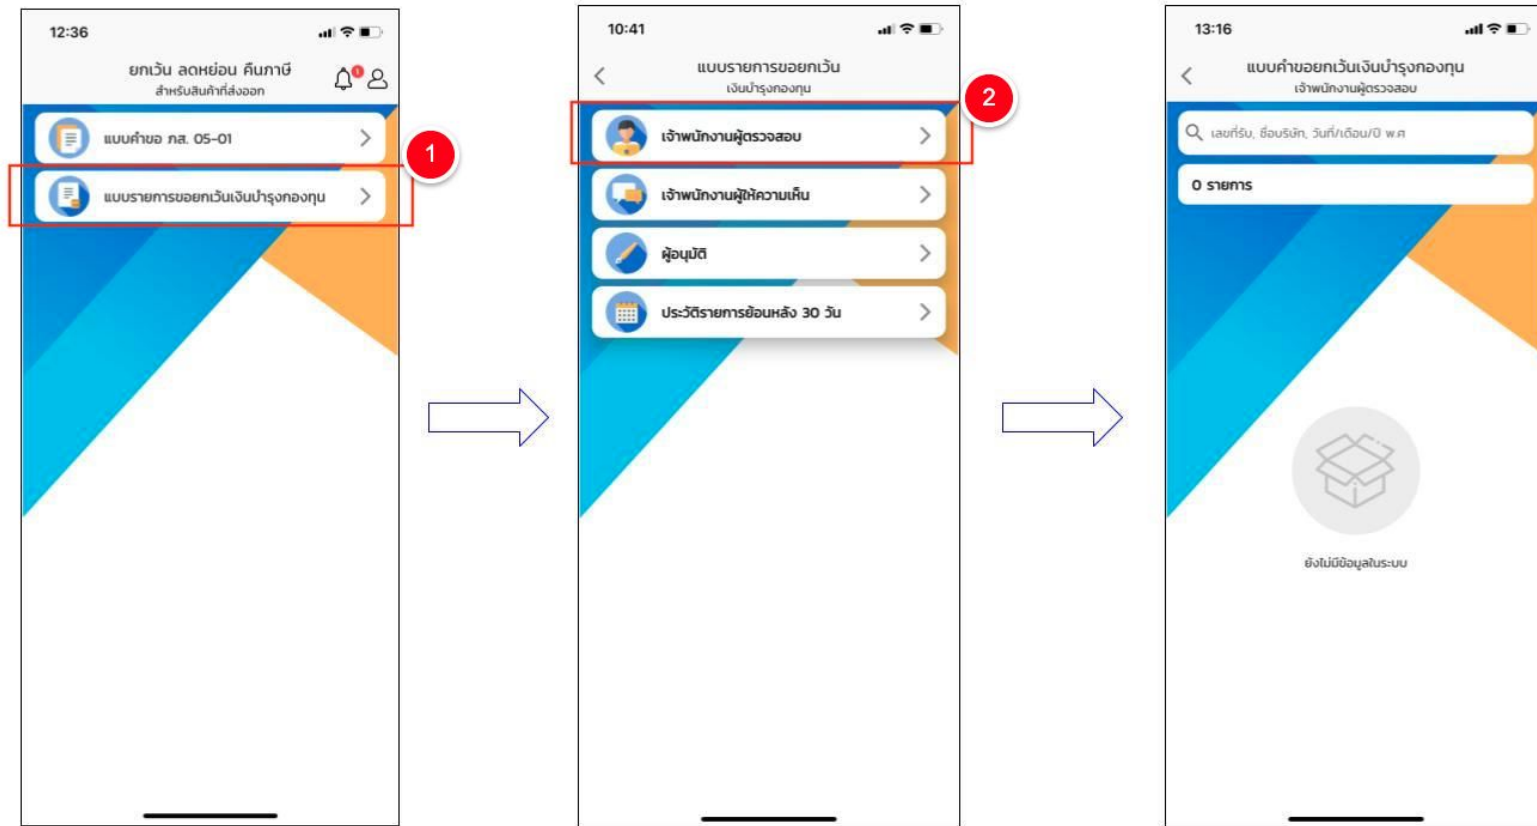 12:36
ยกเว้น ลดหย่อน คืนภาษี
สำหรับสินค้าที่ส่งออก
1
แบบคำขอ ภส. 05-01
1
แบบรายการขอยกเว้นเงินบำรุงกองทุน
10:41
แบบรายการขอยกเว้น
เงินบำรุงกองทุน
2
เจ้าพนักงานผู้ตรวจสอบ
เจ้าพนักงานผู้ให้ความเห็น
ผู้อนุมัติ
ประวัติรายการย้อนหลัง 30 วัน
13:16
แบบคำขอยกเว้นเงินบำรุงกองทุน
เจ้าพนักงานผู้ตรวจสอบ
เลขที่รับ, ชื่อบริษัท, วันที่/เดือน/ปี พ.ศ
0 รายการ
ยังไม่มีข้อมูลในระบบ